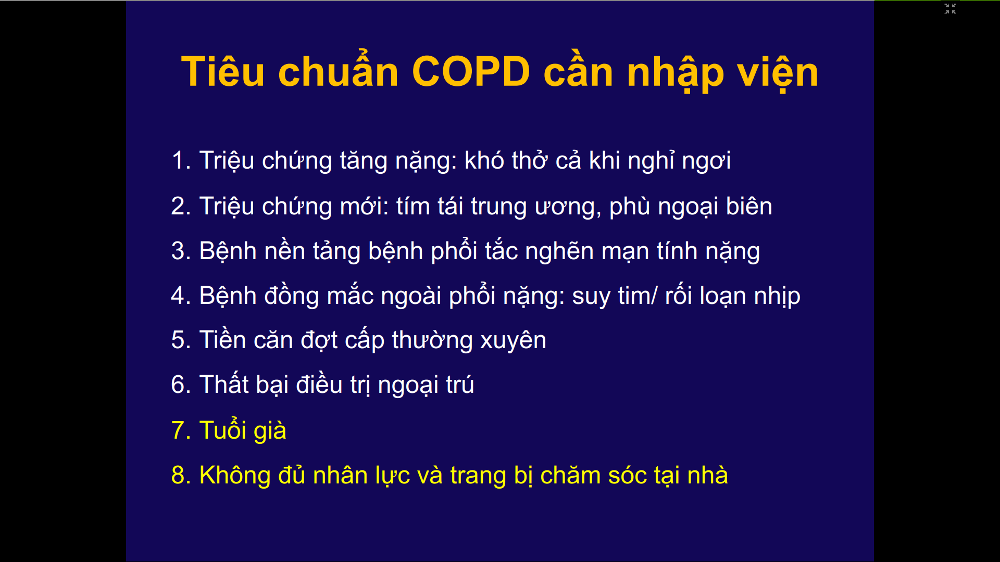 Tiêu chuẩn COPD cần nhập viện
1. Triệu chứng tăng nặng: khó thở cả khi nghỉ ngơi
2. Triệu chứng mới: tím tái trung ương, phù ngoại biên
3. Bệnh nền tảng bệnh phổi tắc nghẽn mạn tính nặng
4. Bệnh đồng mắc ngoài phổi nặng: suy tim/ rối loạn nhịp
5. Tiền căn đợt cấp thường xuyên
6. Thất bại điều trị ngoại trú
7. Tuổi già
8. Không đủ nhân lực và trang bị chăm sóc tại nhà